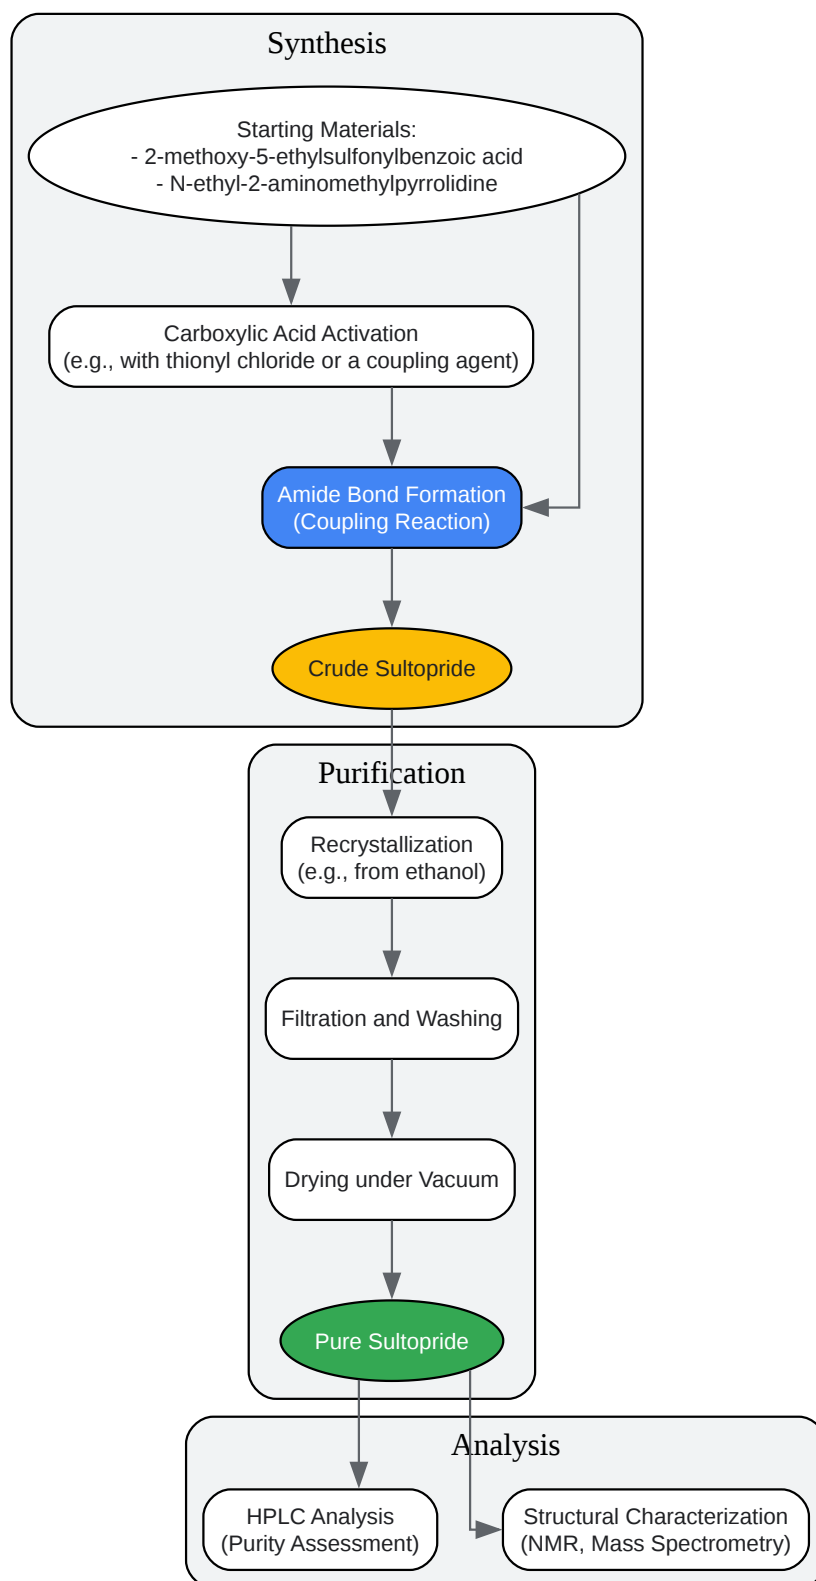 Synthesis
Starting Materials:
- 2-methoxy-5-ethylsulfonylbenzoic acid
- N-ethyl-2-aminomethylpyrrolidine
Carboxylic Acid Activation
(e.g., with thionyl chloride or a coupling agent)
Amide Bond Formation
(Coupling Reaction)
Crude Sultopride
Purification
Recrystallization
(e.g., from ethanol)
Filtration and Washing
Drying under Vacuum
Pure Sultopride
Analysis
HPLC Analysis
(Purity Assessment)
Structural Characterization
(NMR, Mass Spectrometry)